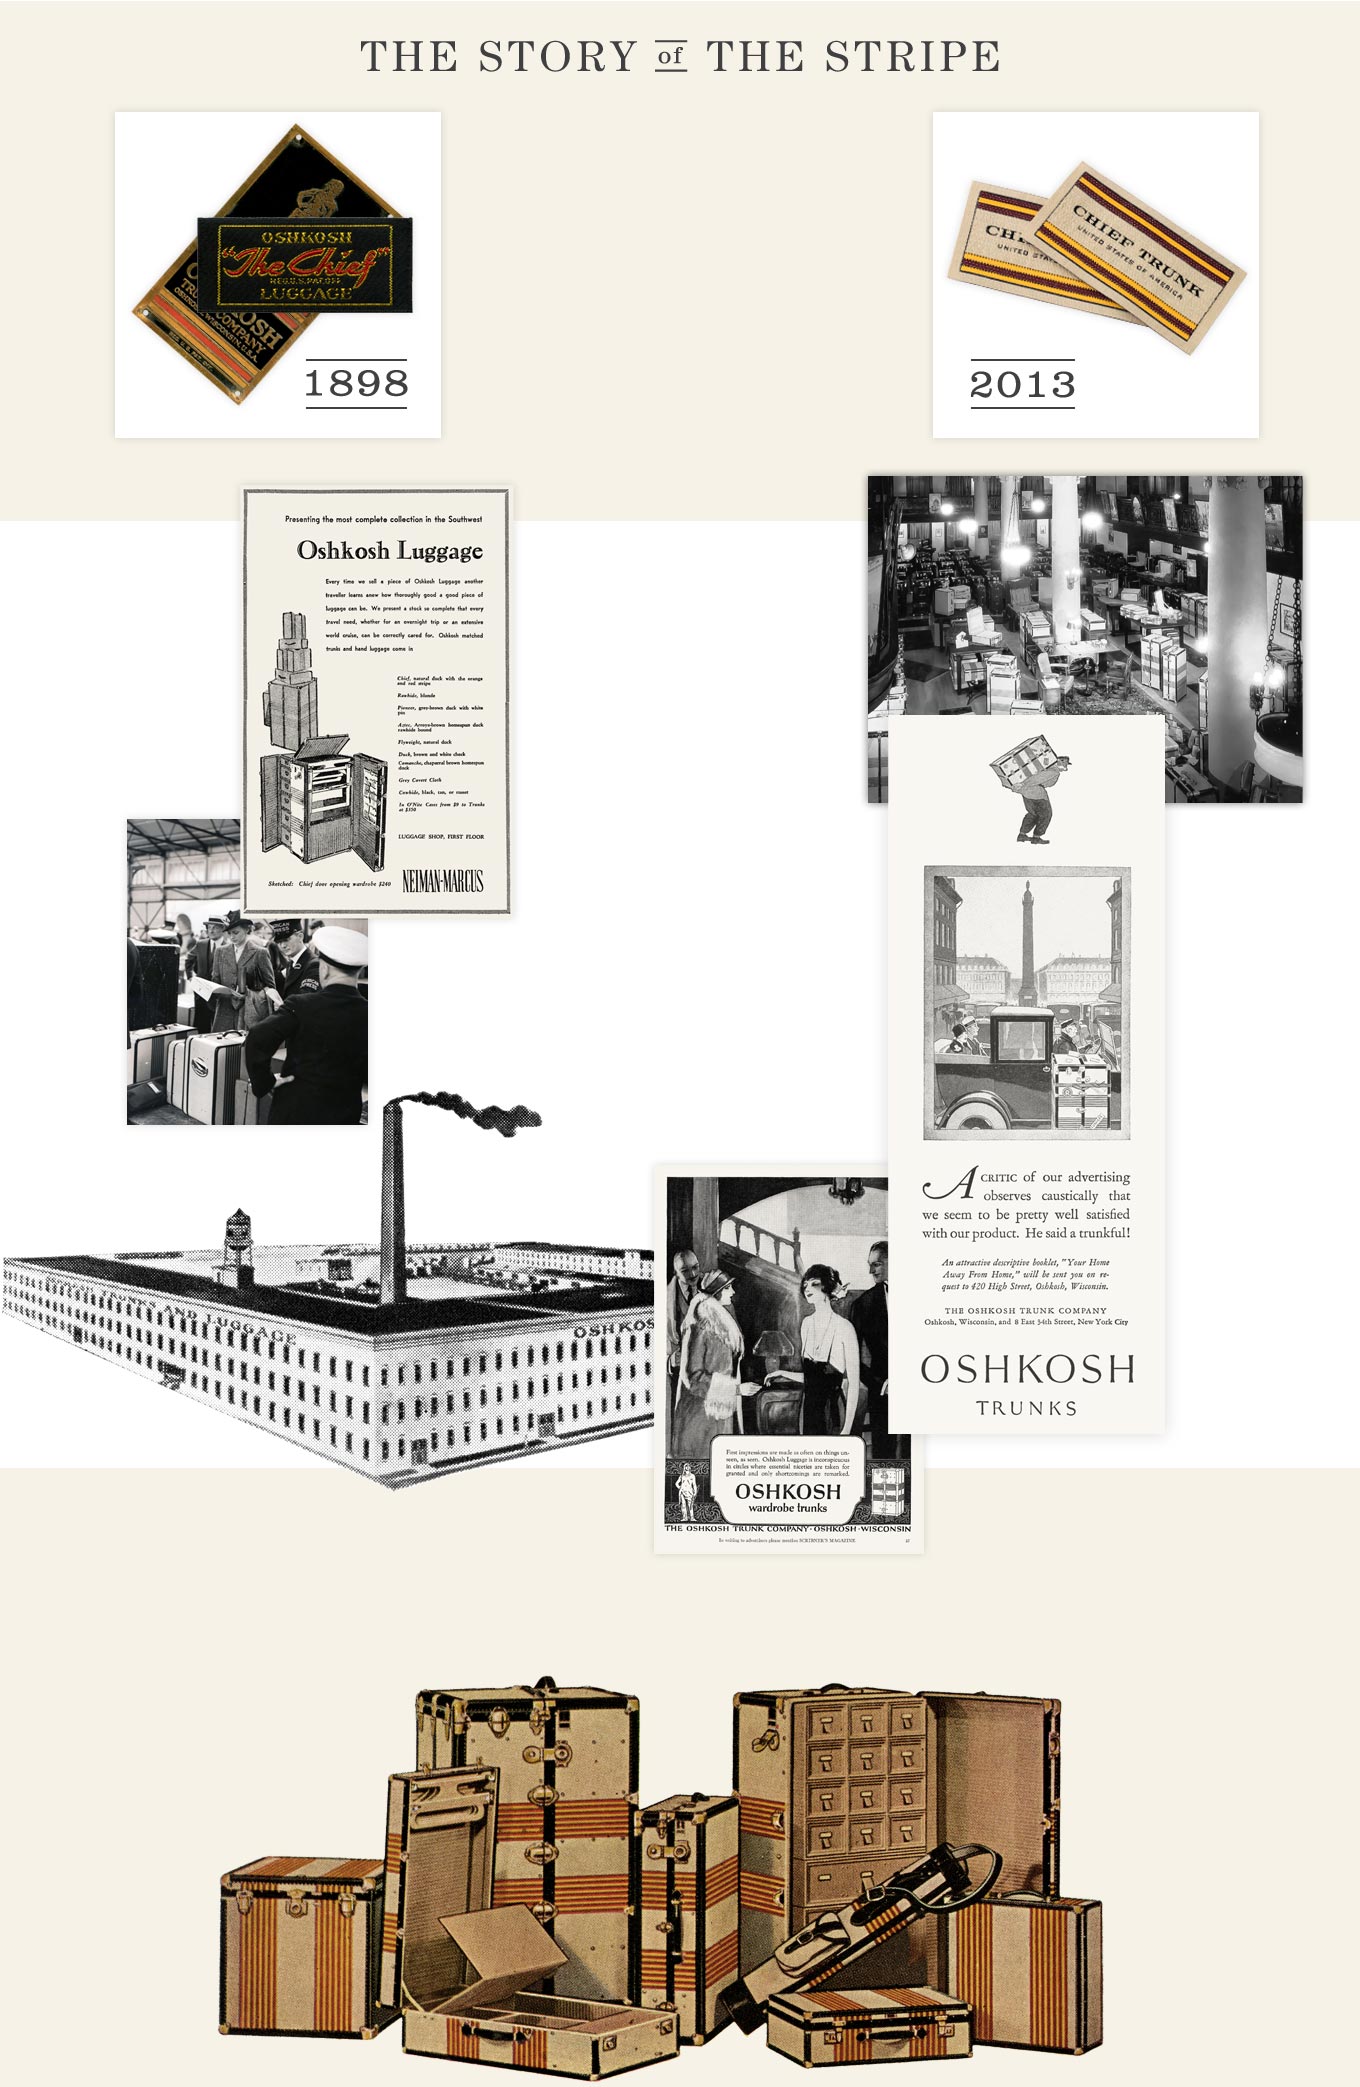 THE STORY of THE STRIPE
OSHKOSH
"The Chief"
REG.U.S.PAT.OFF
LUGGAGE
OSHKOSH
COMPANY
WISCONSIN, U.S.A.
1898
CHIEF TRUNK
UNITED STATES OF AMERICA
2013
Presenting the most complete collection in the Southwest
Oshkosh Luggage
Every time we sell a piece of Oshkosh Luggage another
traveller learns anew how thoroughly good a good piece of
luggage can be. We present a stock so complete that every
travel need, whether for an overnight trip or an extensive
world cruise, can be correctly cared for. Oshkosh matched
trunks and hand luggage come in
Chief, natural duck with the orange
and red stripe
Rawhide, blonde
Pioneer, grey-brown duck with white
pin
Aztec, Arroyo-brown homespun duck
rawhide bound
Flyweight, natural duck
Duck, brown and white check
Comanche, chaparral brown homespun
duck
Grey Covert Cloth
Cowhide, black, tan, or russet
In O'Nite Cases from $9 to Trunks
at $350
LUGGAGE SHOP, FIRST FLOOR
Sketched: Chief door opening wardrobe $240
NEIMAN-MARCUS
A CRITIC of our advertising
observes caustically that
we seem to be pretty well satisfied
with our product. He said a trunkful!
An attractive descriptive booklet, "Your Home
Away From Home," will be sent you on re-
quest to 420 High Street, Oshkosh, Wisconsin.
THE OSHKOSH TRUNK COMPANY
Oshkosh, Wisconsin, and 8 East 34th Street, New York City
OSHKOSH
TRUNKS
TRUNKS AND LUGGAGE
OSHKOS
First impressions are made as often on things un-
seen, as seen. Oshkosh Luggage is inconspicuous
in circles where essential niceties are taken for
granted and only shortcomings are remarked.
OSHKOSH
wardrobe trunks
THE OSHKOSH TRUNK COMPANY · OSHKOSH · WISCONSIN
In writing to advertisers please mention SCRIBNER'S MAGAZINE